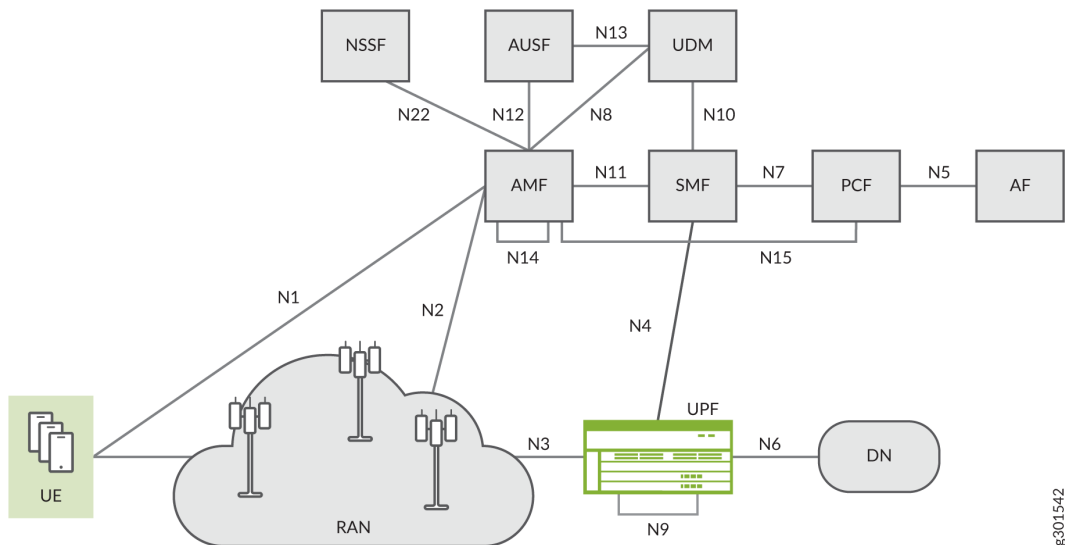 NSSF
AUSF
N13
UDM
N22
N12
N8
N10
AMF
N11
SMF
N7
PCF
N5
AF
N14
N15
N1
N2
N4
UPF
UE
RAN
N3
N6
DN
N9
g301542